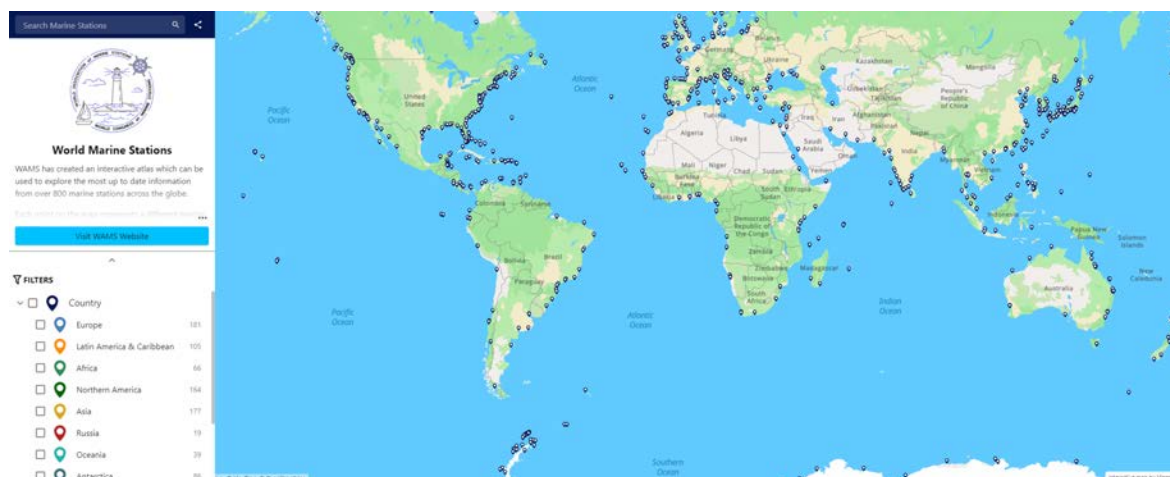 Search Marine Stations
World Marine Stations
WAMS has created an interactive atlas which can be
used to explore the most up to date information
from over 800 marine stations across the globe.
Visit WAMS Website
FILTERS
Country
Europe 181
Latin America & Caribbean 105
Africa 66
Northern America 164
Asia 177
Russia 19
Oceania 39
Antarctica
Pacific
Ocean
Atlantic
Ocean
United
States
Colombia
Suriname
Brazil
Bolivia
Paraguay
Pacific
Ocean
Atlantic
Ocean
Southern
Ocean
Indian
Ocean
Belarus
Germany
Ukraine
Kazakhstan
Mongolia
Uzbekistan
Tajikistan
People's
Republic
of China
Tunisia
Iraq
Iran
Afghanistan
Pakistan
Nepal
Algeria
Libya
Saudi
Arabia
Oman
India
Myanmar
Vietnam
Mali
Niger
Chad
Sudan
Yemen
Burkina
Faso
Liberia
South
Sudan
Ethiopia
Democratic
Republic of
the Congo
Zambia
Zimbabwe
Botswana
Madagascar
South
Africa
Indonesia
Papua New
Guinea
Solomon
Islands
New
Caledonia
Australia